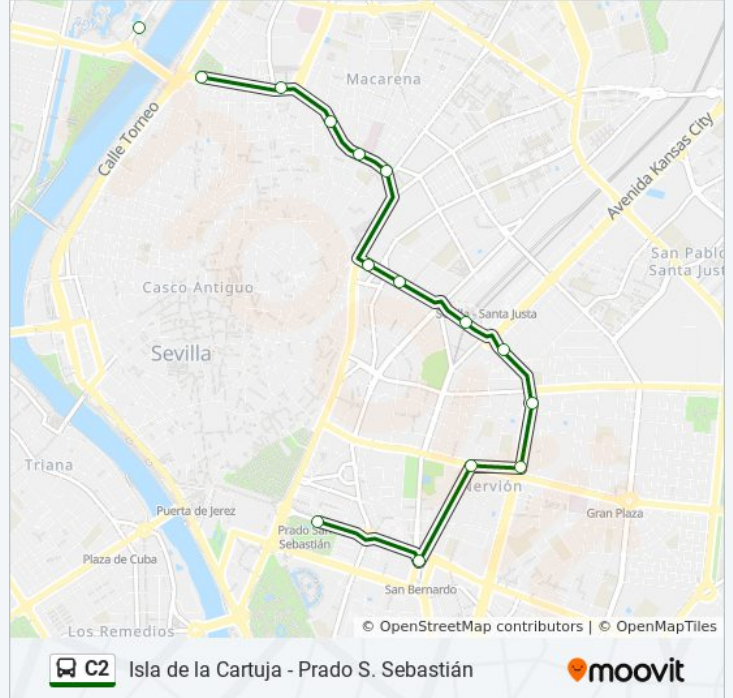 Macarena
Calle Torneo
Avenida Kansas City
San Pablo
Santa Just
Casco Antiguo
Santa Justa
Sevilla
Triana
Nervión
Puerta de Jerez
Gran Plaza
Prado San
Sebastián
Plaza de Cuba
San Bernardo
Los Remedios
© OpenStreetMap contributors | © OpenMapTiles
C2 Isla de la Cartuja - Prado S. Sebastián
moovit